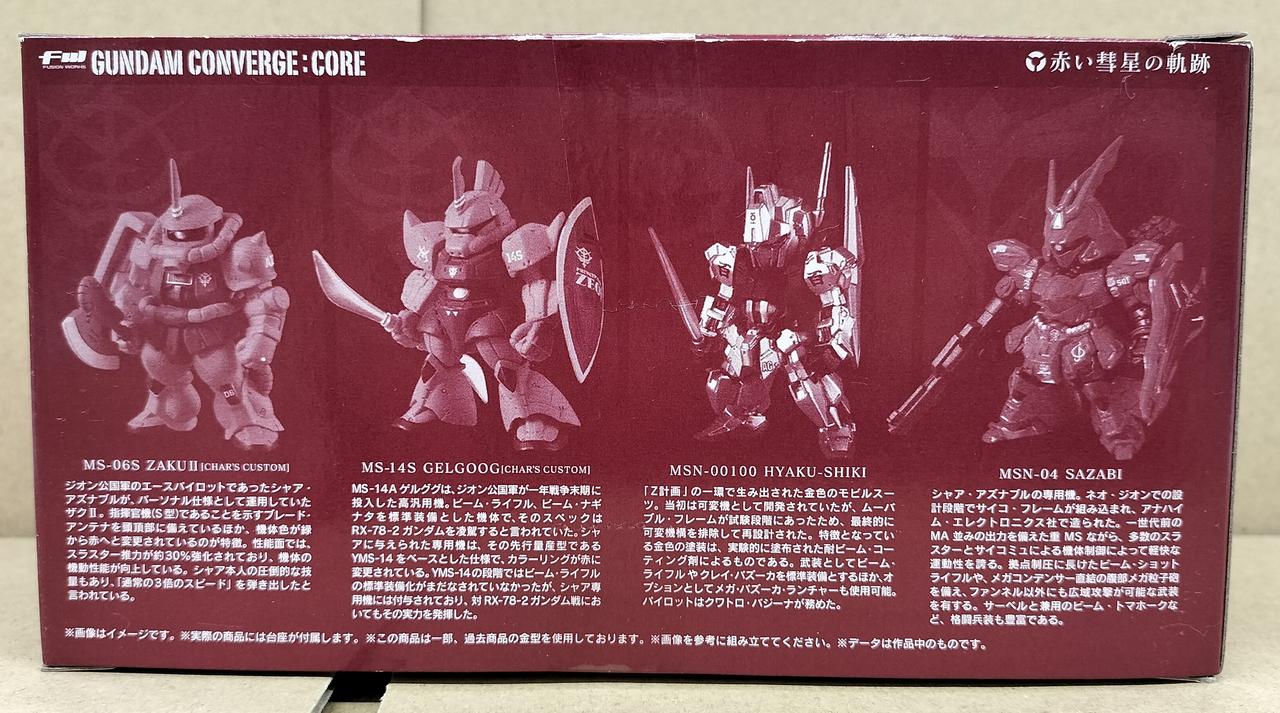 FW FUSION WORKS GUNDAM CONVERGE:CORE
赤い彗星の軌跡
14S
ZEO
06
501
MS-06S ZAKUⅡ[CHAR'S CUSTOM]
ジオン公国軍のエースパイロットであったシャア・
アズナブルが、パーソナル仕様として運用していた
ザクⅡ。指揮官機(S型)であることを示すブレード・
アンテナを頭頂部に備えているほか、機体色が緑
から赤へと変更されているのが特徴。性能面では、
スラスター推力が約30%強化されており、機体の
機動性能が向上している。シャア本人の圧倒的な技
量もあり、「通常の3倍のスピード」を弾き出したと
言われている。
MS-14S GELGOOG[CHAR'S CUSTOM]
MS-14A ゲルググは、ジオン公国軍が一年戦争末期に
投入した高汎用機。ビーム・ライフル、ビーム・ナギ
ナタを標準装備とした機体で、そのスペックは
RX-78-2 ガンダムを凌駕すると言われていた。シャ
アに与えられた専用機は、その先行量産型である
YMS-14をベースとした仕様で、カラーリングが赤に
変更されている。YMS-14の段階ではビーム・ライフル
の標準装備化がまだなされていなかったが、シャア専
用機には付与されており、対 RX-78-2 ガンダム戦にお
いてもその実力を発揮した。
MSN-00100 HYAKU-SHIKI
「Z計画」の一環で生み出された金色のモビルスー
ツ。当初は可変機として開発されていたが、ムーバ
ブル・フレームが試験段階にあったため、最終的に
可変機構を排除して再設計された。特徴となってい
る金色の塗装は、実験的に塗布された耐ビーム・コー
ティング剤によるものである。武装としてビーム・
ライフルやクレイ・バズーカを標準装備とするほか、オ
プションとしてメガ・バズーカ・ランチャーも使用可能。
パイロットはクワトロ・バジーナが務めた。
MSN-04 SAZABI
シャア・アズナブルの専用機。ネオ・ジオンでの設
計段階でサイコ・フレームが組み込まれ、アナハイ
ム・エレクトロニクス社で造られた。一世代前の
MA 並みの出力を備えた重 MS ながら、多数のスラ
スターとサイコミュによる機体制御によって軽快な
運動性を誇る。拠点制圧に長けたビーム・ショット
ライフルや、メガコンデンサー直結の腹部メガ粒子砲
を備え、ファンネル以外にも広域攻撃が可能な武装
を有する。サーベルと兼用のビーム・トマホークな
ど、格闘兵装も豊富である。
※画像はイメージです。※実際の商品には台座が付属します。※この商品は一部、過去商品の金型を使用しております。※画像を参考に組み立ててください。※データは作品中のものです。